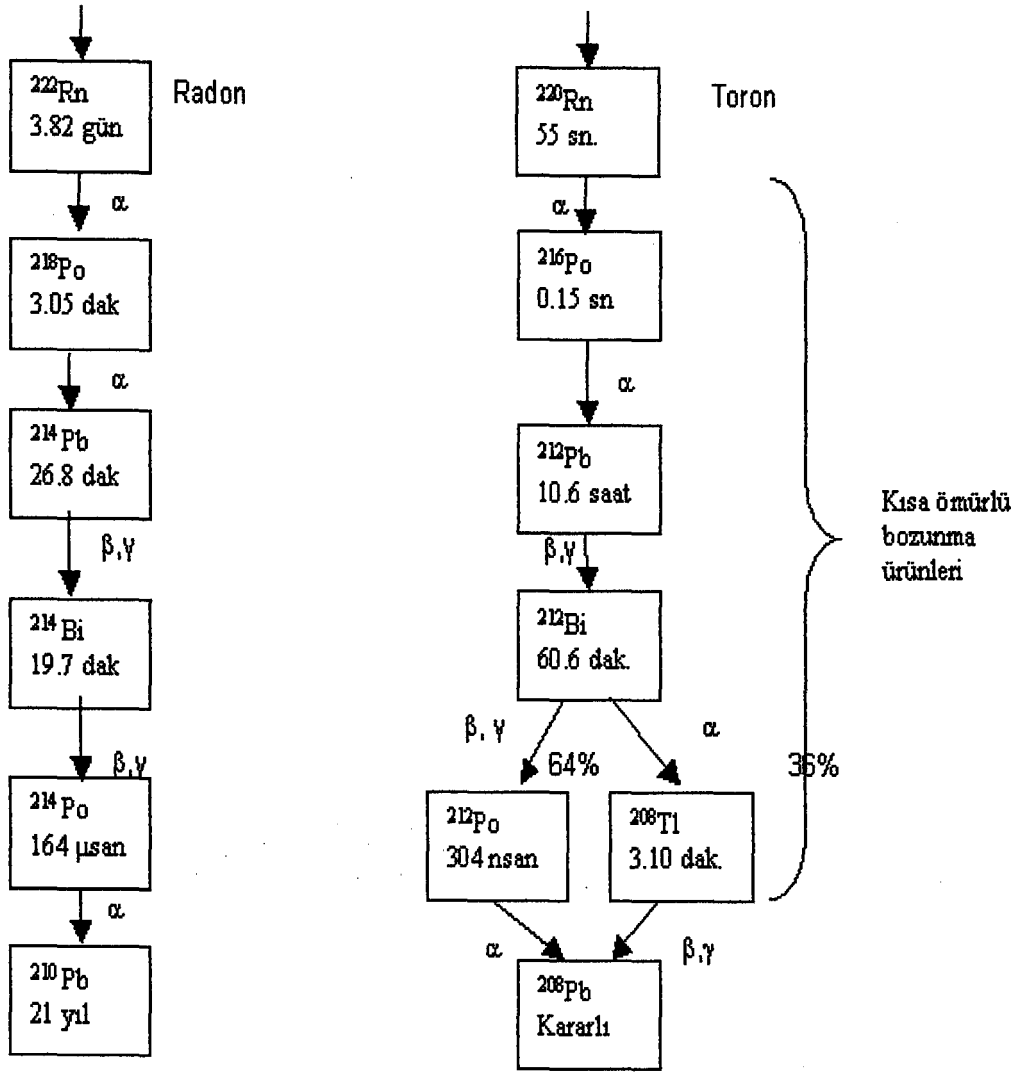 ²²²Rn
3.82 gün
Radon
α
²¹⁸Po
3.05 dak
α
²¹⁴Pb
26.8 dak
β,γ
²¹⁴Bi
19.7 dak
β,γ
²¹⁴Po
164 µsan
α
²¹⁰Pb
21 yıl
²²⁰Rn
55 sn.
Toron
α
²¹⁶Po
0.15 sn
α
²¹²Pb
10.6 saat
β,γ
²¹²Bi
60.6 dak.
β, γ
64%
α
36%
²¹²Po
304 nsan
²⁰⁸Tl
3.10 dak.
α
β,γ
²⁰⁸Pb
Kararlı
Kısa ömürlü
bozunma
ürünleri